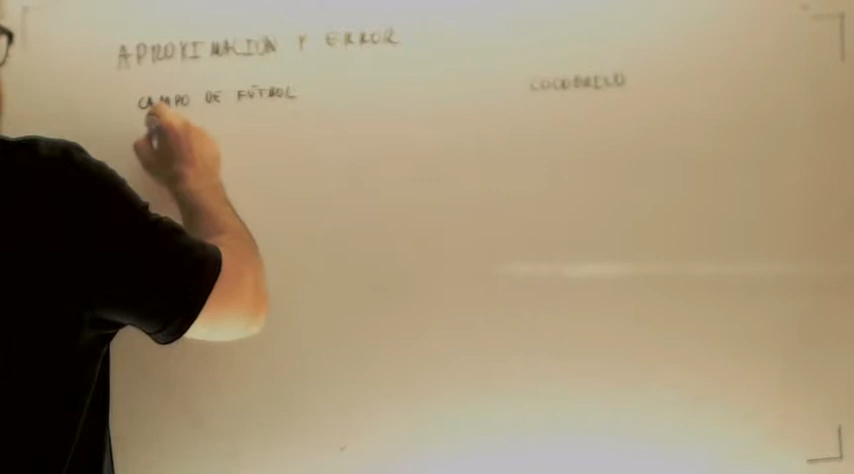 APROXIMACIÓN Y ERROR
CAMPO DE FÚTBOL
COCODRILO